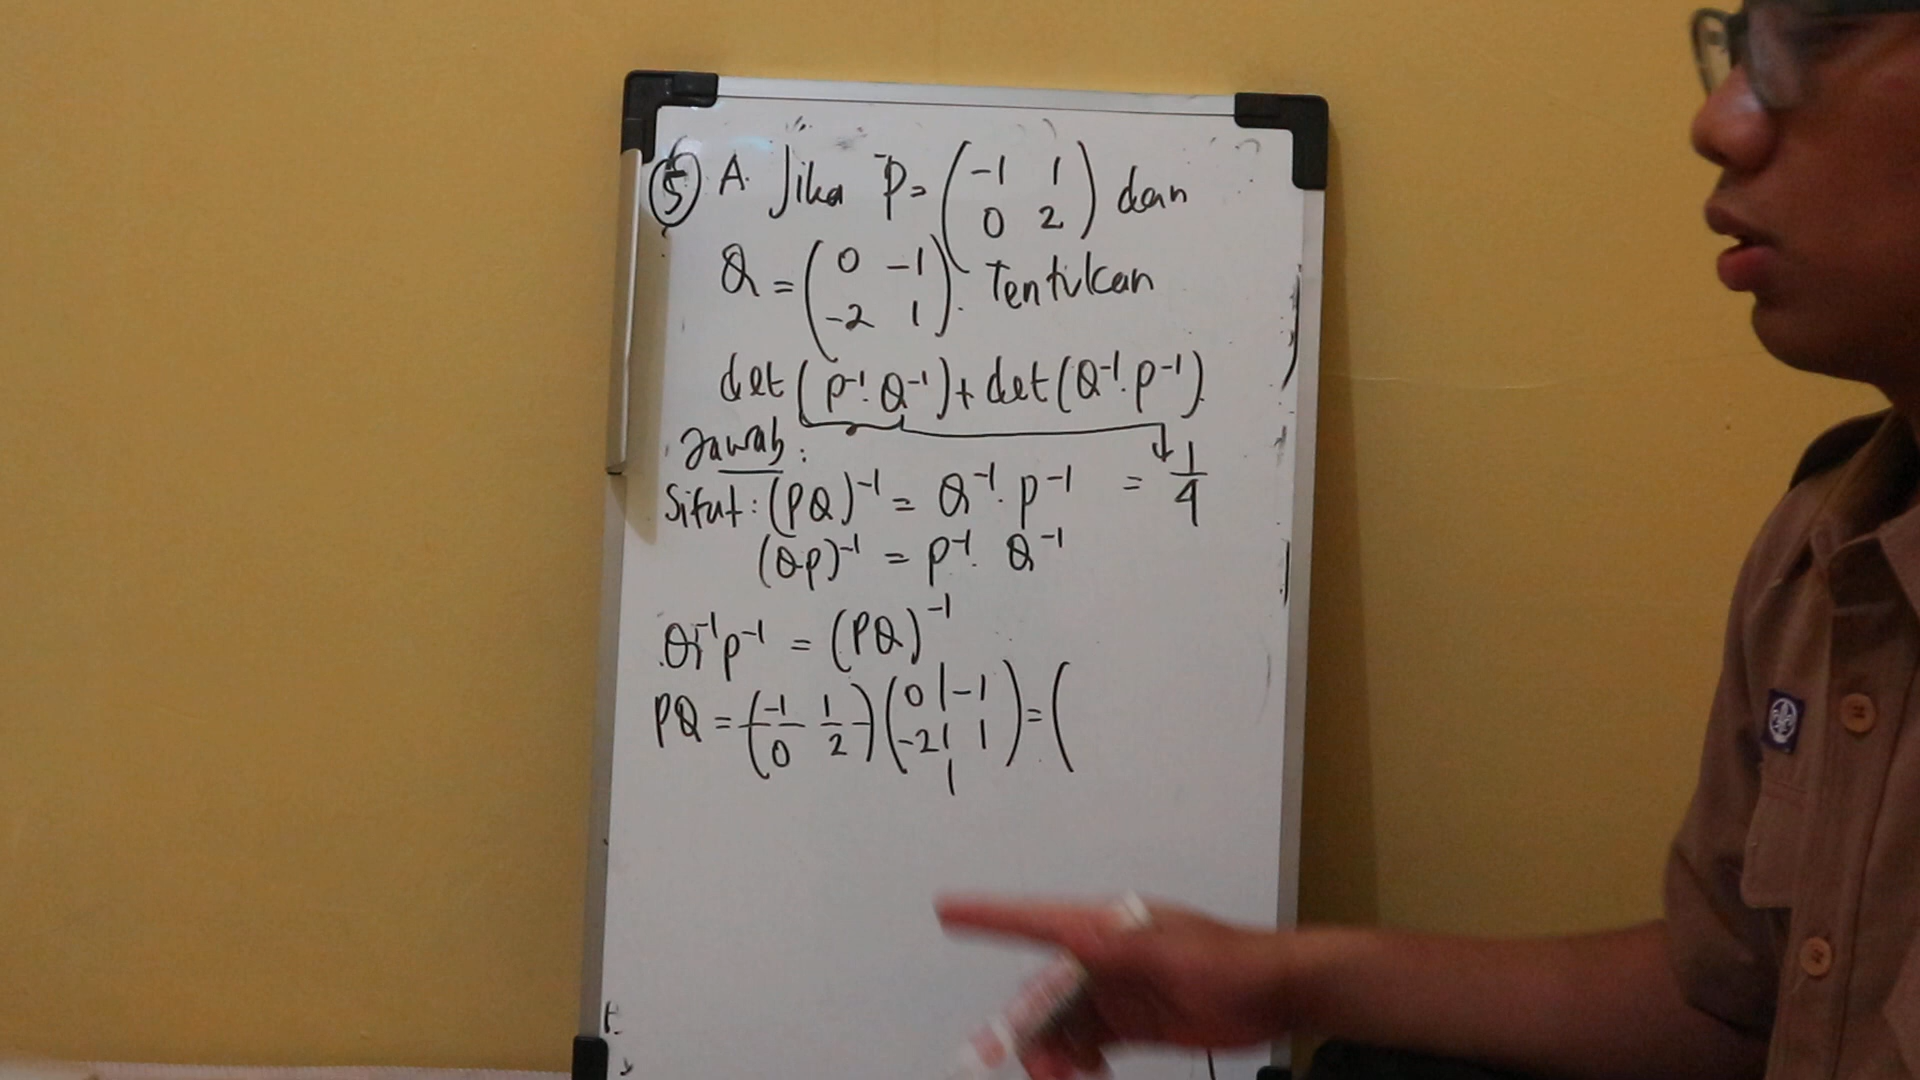 ⑤ A. Jika P = ( -1 1
0 2 ) dan
Q = ( 0 -1
-2 1 ). Tentukan
det (P⁻¹. Q⁻¹) + det (Q⁻¹. P⁻¹).
Jawab :
Sifat : (PQ)⁻¹ = Q⁻¹. P⁻¹ = 1/4
(QP)⁻¹ = P⁻¹. Q⁻¹
Q⁻¹P⁻¹ = (PQ)⁻¹
PQ = ( -1 1
0 2 ) ( 0 | -1
-2 | 1 ) = (